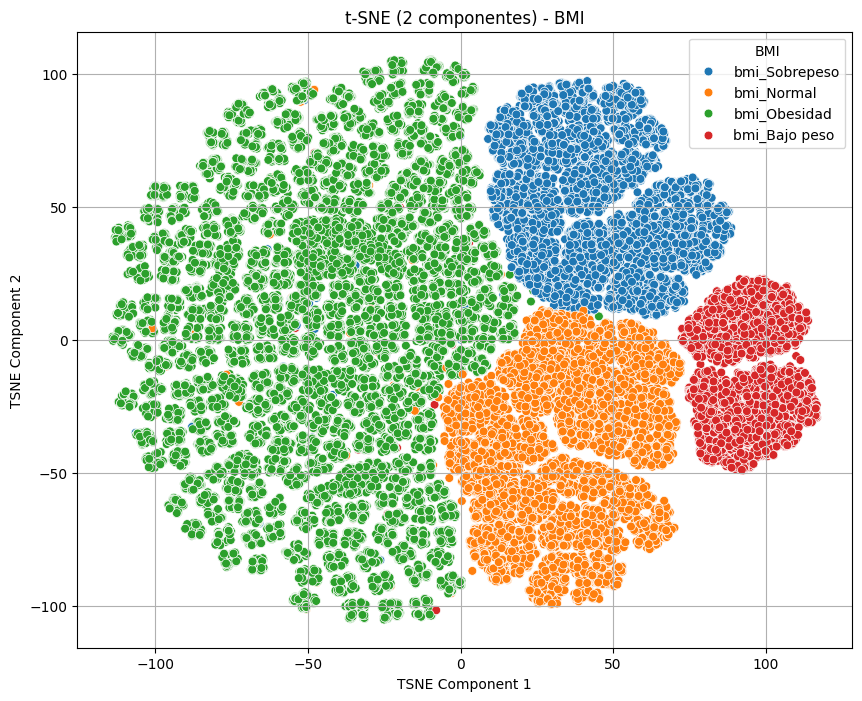 t-SNE (2 componentes) - BMI
BMI
bmi_Sobrepeso
bmi_Normal
bmi_Obesidad
bmi_Bajo peso
TSNE Component 2
100
50
0
−50
−100
−100
−50
0
50
100
TSNE Component 1